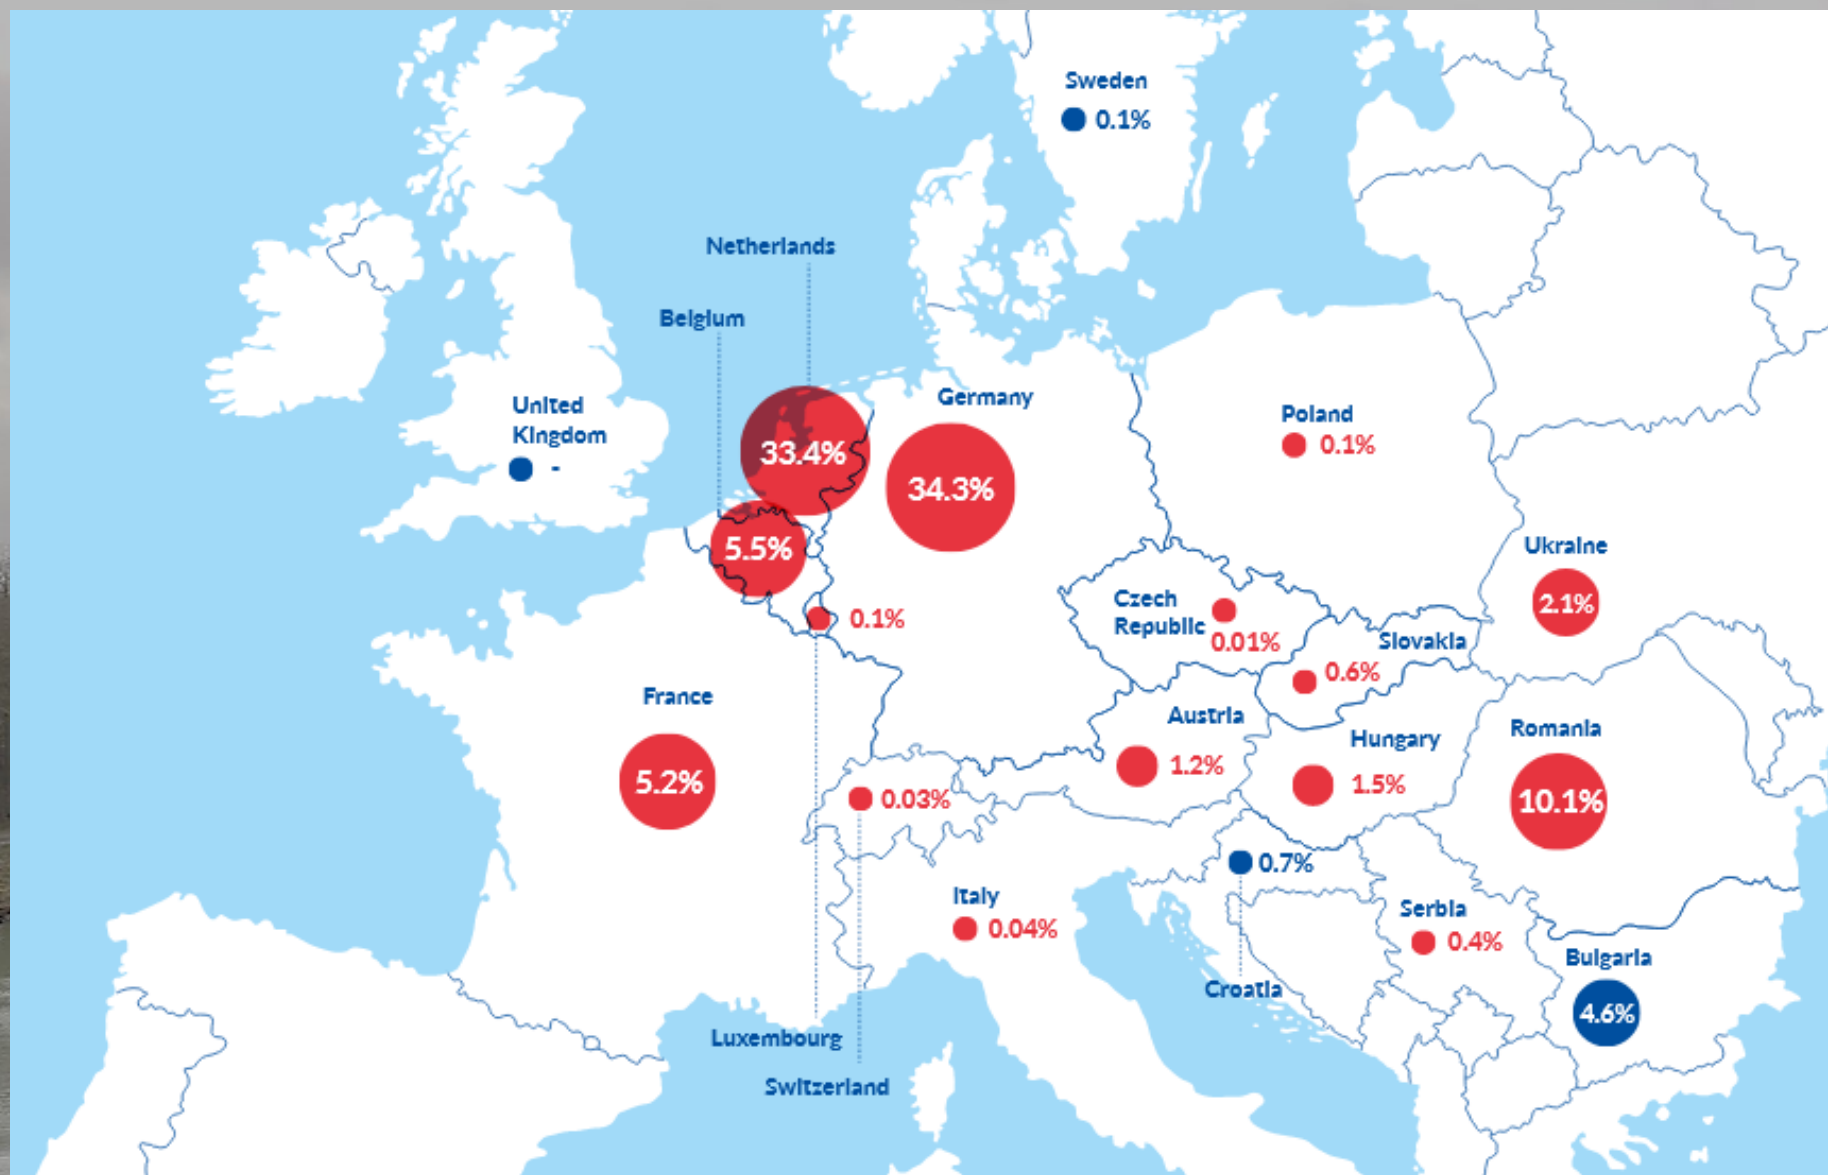 Sweden
0.1%
Netherlands
Belgium
33.4%
Germany
34.3%
United
Kingdom
-
Poland
0.1%
5.5%
Ukraine
2.1%
0.1%
Czech
Republic
0.01%
Slovakia
0.6%
France
5.2%
Austria
1.2%
Hungary
1.5%
Romania
10.1%
0.03%
0.7%
Italy
0.04%
Serbia
0.4%
Croatia
Bulgaria
4.6%
Luxembourg
Switzerland